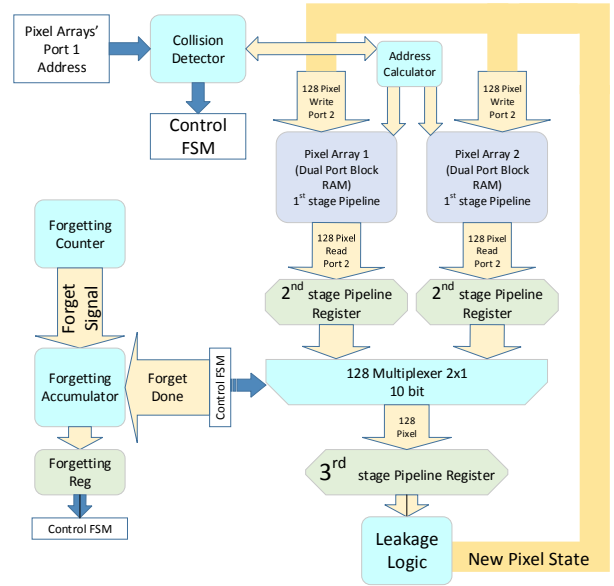 Pixel Arrays'
Port 1
Address
Collision
Detector
Address
Calculator
Control
FSM
128 Pixel
Write
Port 2
128 Pixel
Write
Port 2
Pixel Array 1
(Dual Port Block
RAM)
1st stage Pipeline
Pixel Array 2
(Dual Port Block
RAM)
1st stage Pipeline
128 Pixel
Read
Port 2
128 Pixel
Read
Port 2
Forgetting
Counter
Forget
Signal
2nd stage Pipeline
Register
2nd stage Pipeline
Register
Forgetting
Accumulator
Forget
Done
Control FSM
128 Multiplexer 2x1
10 bit
128
Pixel
Forgetting
Reg
3rd stage Pipeline Register
Control FSM
Leakage
Logic
New Pixel State